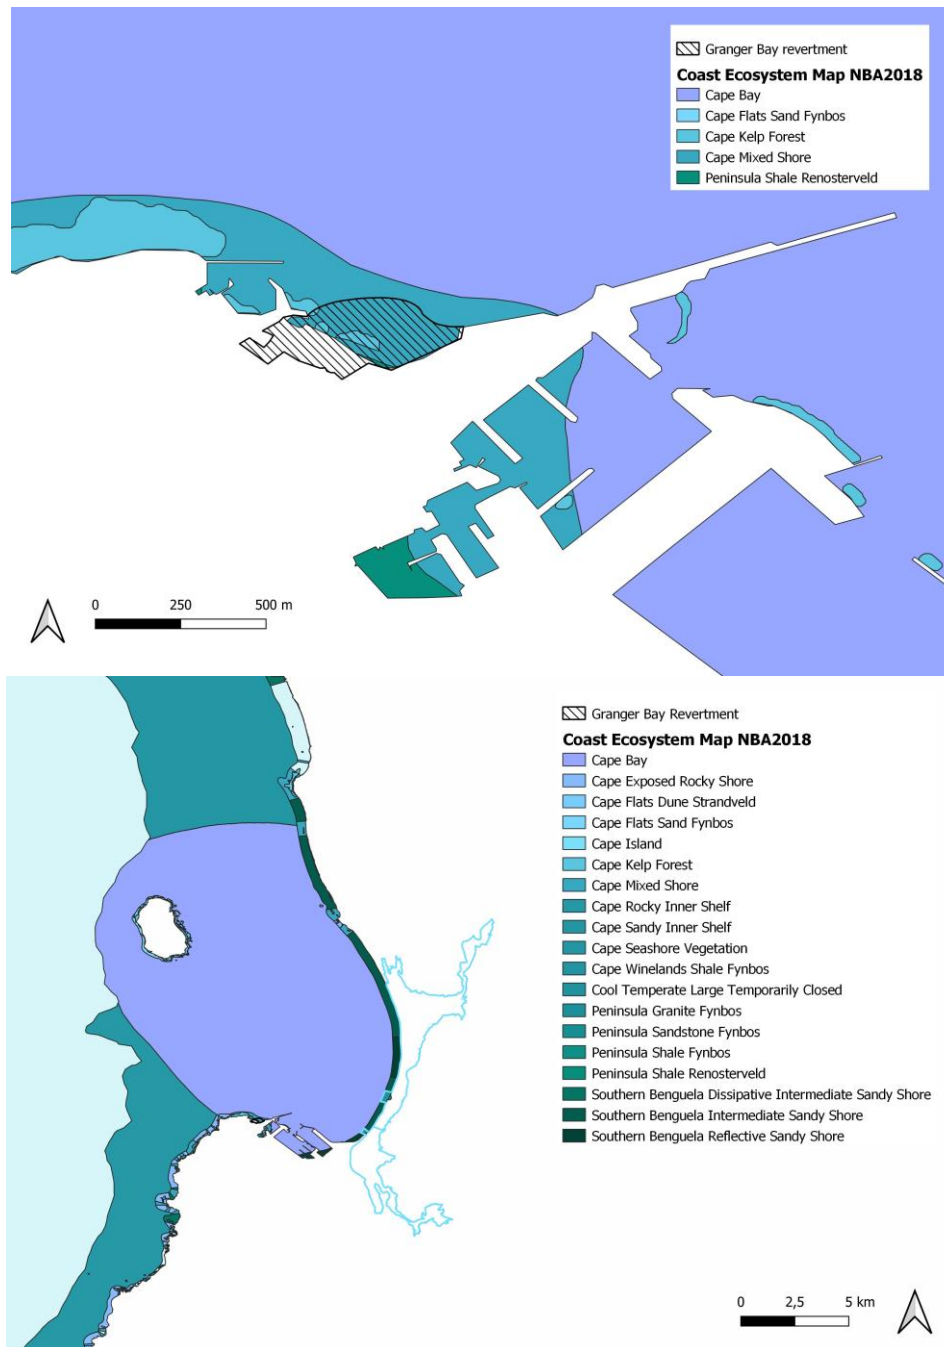 Granger Bay revertment
Coast Ecosystem Map NBA2018
Cape Bay
Cape Flats Sand Fynbos
Cape Kelp Forest
Cape Mixed Shore
Peninsula Shale Renosterveld
0 250 500 m
Granger Bay Revertment
Coast Ecosystem Map NBA2018
Cape Bay
Cape Exposed Rocky Shore
Cape Flats Dune Strandveld
Cape Flats Sand Fynbos
Cape Island
Cape Kelp Forest
Cape Mixed Shore
Cape Rocky Inner Shelf
Cape Sandy Inner Shelf
Cape Seashore Vegetation
Cape Winelands Shale Fynbos
Cool Temperate Large Temporarily Closed
Peninsula Granite Fynbos
Peninsula Sandstone Fynbos
Peninsula Shale Fynbos
Peninsula Shale Renosterveld
Southern Benguela Dissipative Intermediate Sandy Shore
Southern Benguela Intermediate Sandy Shore
Southern Benguela Reflective Sandy Shore
0 2,5 5 km